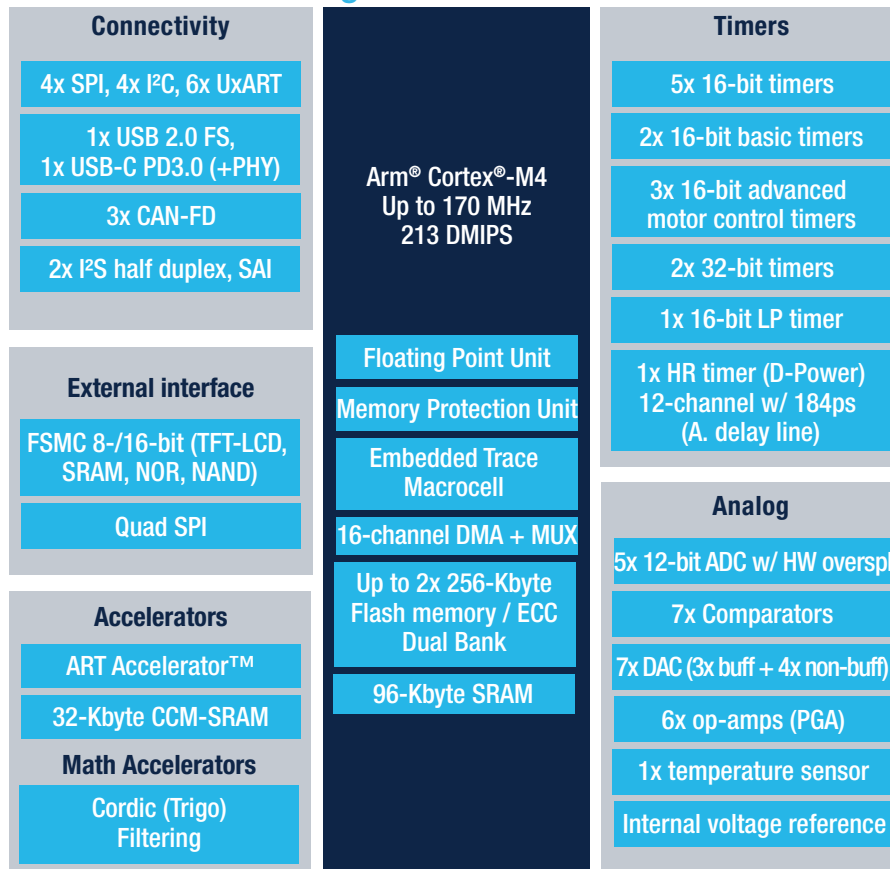 Connectivity
4x SPI, 4x I²C, 6x UxART
1x USB 2.0 FS,
1x USB-C PD3.0 (+PHY)
3x CAN-FD
2x I²S half duplex, SAI
External interface
FSMC 8-/16-bit (TFT-LCD,
SRAM, NOR, NAND)
Quad SPI
Accelerators
ART Accelerator™
32-Kbyte CCM-SRAM
Math Accelerators
Cordic (Trigo)
Filtering
Arm® Cortex®-M4
Up to 170 MHz
213 DMIPS
Floating Point Unit
Memory Protection Unit
Embedded Trace
Macrocell
16-channel DMA + MUX
Up to 2x 256-Kbyte
Flash memory / ECC
Dual Bank
96-Kbyte SRAM
Timers
5x 16-bit timers
2x 16-bit basic timers
3x 16-bit advanced
motor control timers
2x 32-bit timers
1x 16-bit LP timer
1x HR timer (D-Power)
12-channel w/ 184ps
(A. delay line)
Analog
5x 12-bit ADC w/ HW overspl
7x Comparators
7x DAC (3x buff + 4x non-buff)
6x op-amps (PGA)
1x temperature sensor
Internal voltage reference